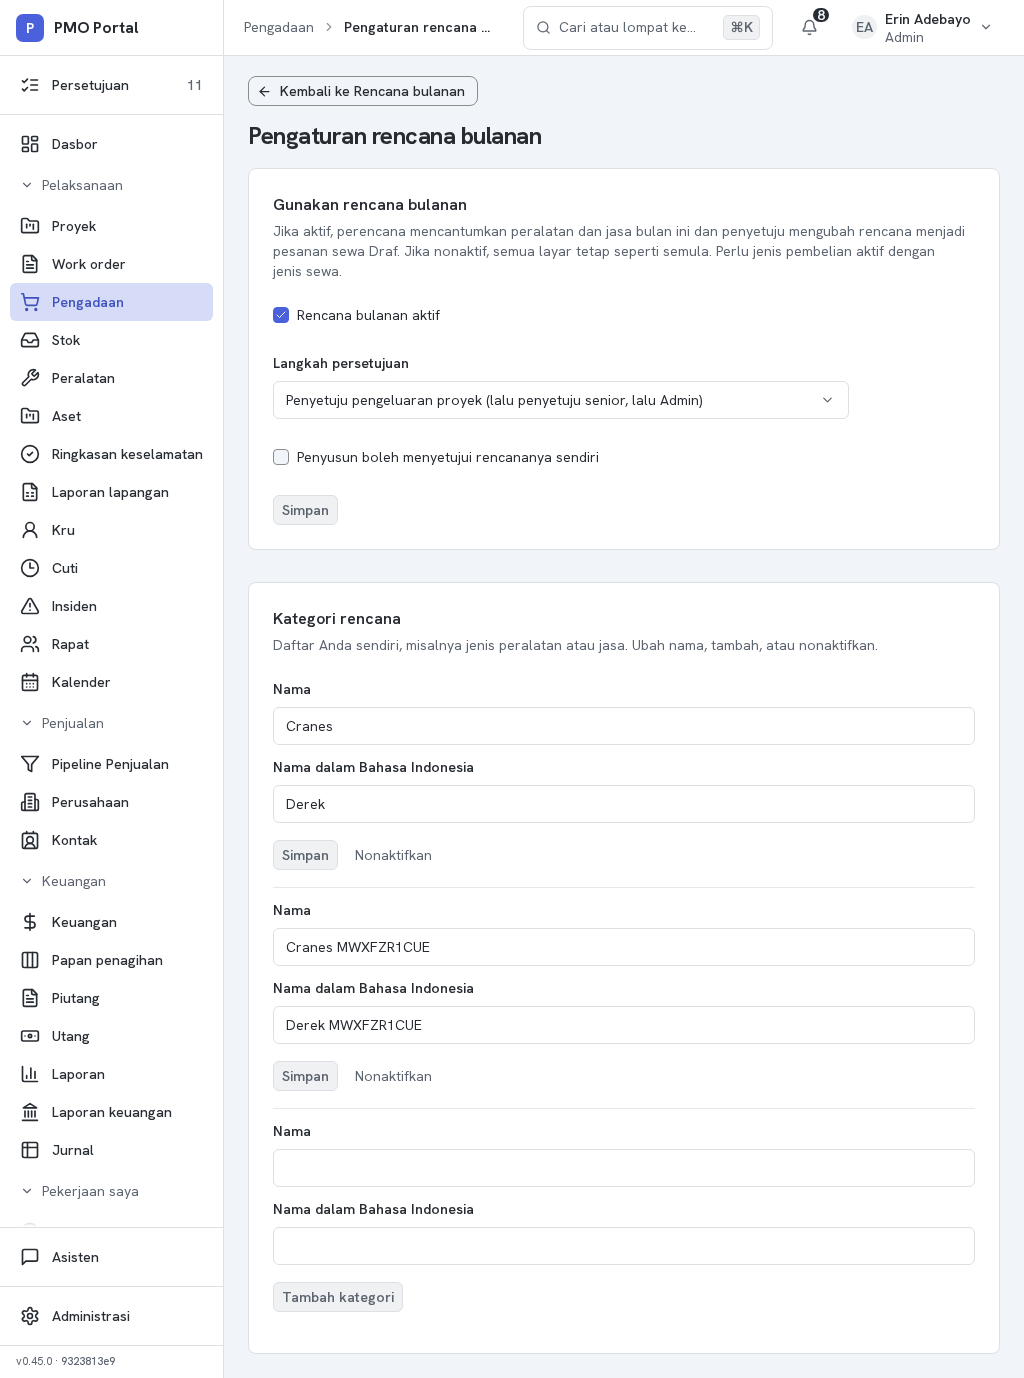 P PMO Portal
Pengadaan > Pengaturan rencana ...
Cari atau lompat ke...
⌘K
8
EA
Erin Adebayo
Admin
Persetujuan 11
Dasbor
Pelaksanaan
Proyek
Work order
Pengadaan
Stok
Peralatan
Aset
Ringkasan keselamatan
Laporan lapangan
Kru
Cuti
Insiden
Rapat
Kalender
Penjualan
Pipeline Penjualan
Perusahaan
Kontak
Keuangan
Keuangan
Papan penagihan
Piutang
Utang
Laporan
Laporan keuangan
Jurnal
Pekerjaan saya
Asisten
Administrasi
v0.45.0 · 9323813e9
Kembali ke Rencana bulanan
Pengaturan rencana bulanan
Gunakan rencana bulanan
Jika aktif, perencana mencantumkan peralatan dan jasa bulan ini dan penyetuju mengubah rencana menjadi
pesanan sewa Draf. Jika nonaktif, semua layar tetap seperti semula. Perlu jenis pembelian aktif dengan
jenis sewa.
Rencana bulanan aktif
Langkah persetujuan
Penyetuju pengeluaran proyek (lalu penyetuju senior, lalu Admin)
Penyusun boleh menyetujui rencananya sendiri
Simpan
Kategori rencana
Daftar Anda sendiri, misalnya jenis peralatan atau jasa. Ubah nama, tambah, atau nonaktifkan.
Nama
Cranes
Nama dalam Bahasa Indonesia
Derek
Simpan Nonaktifkan
Nama
Cranes MWXFZR1CUE
Nama dalam Bahasa Indonesia
Derek MWXFZR1CUE
Simpan Nonaktifkan
Nama
Nama dalam Bahasa Indonesia
Tambah kategori